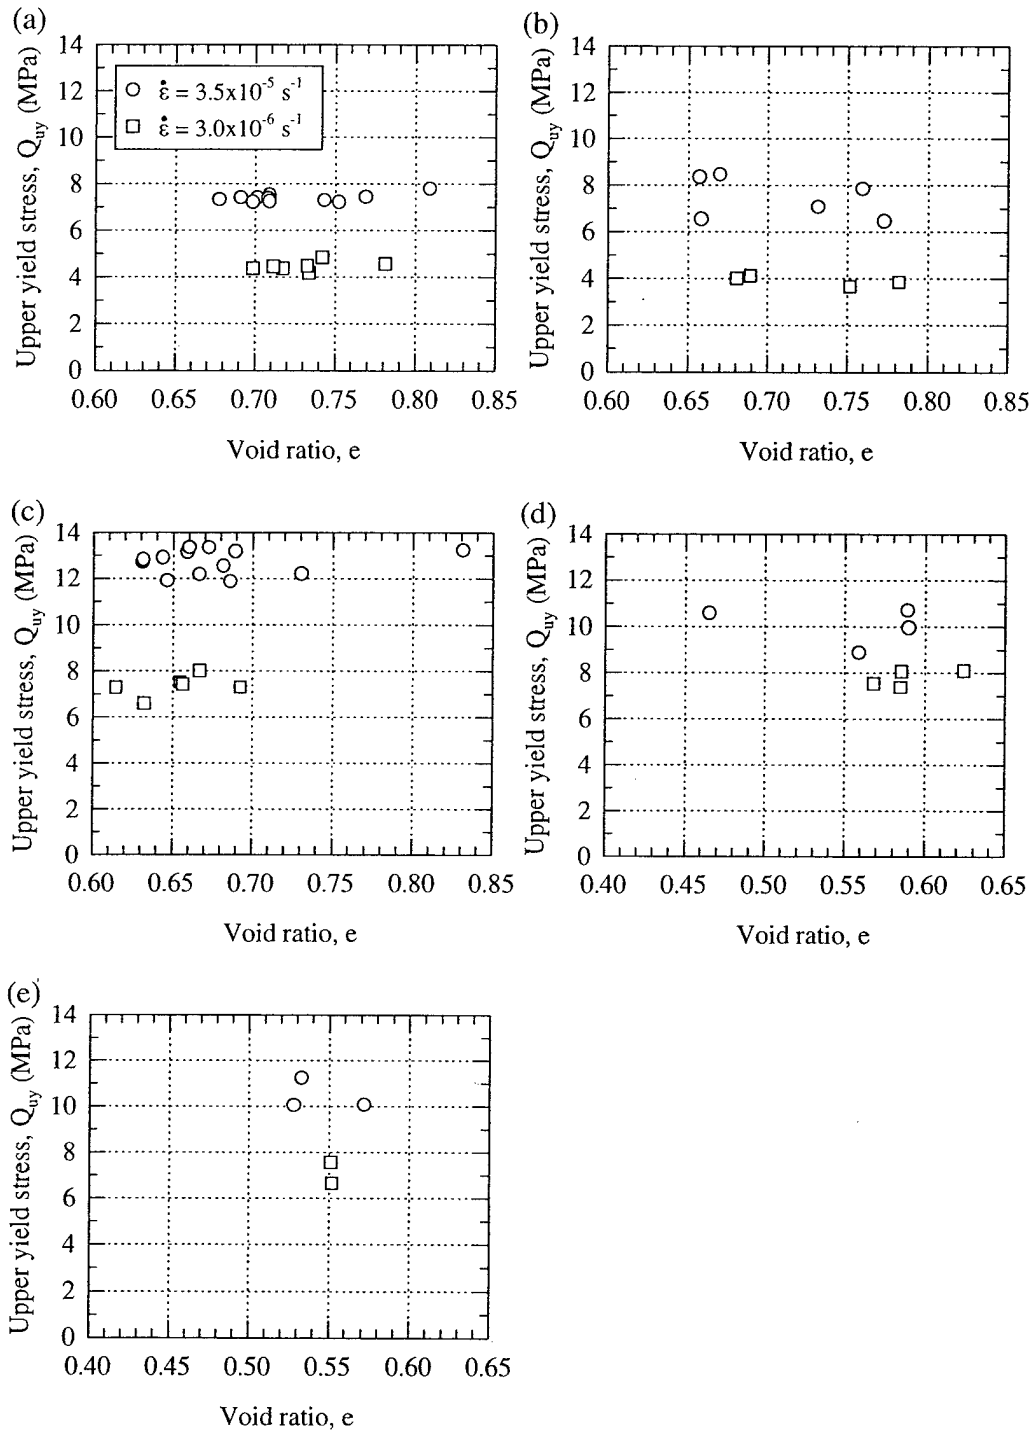 (a)
Upper yield stress, Q_uy (MPa)
14
12
10
8
6
4
2
0
○ ε̇ = 3.5x10⁻⁵ s⁻¹
□ ε̇ = 3.0x10⁻⁶ s⁻¹
0.60 0.65 0.70 0.75 0.80 0.85
Void ratio, e
(b)
Upper yield stress, Q_uy (MPa)
14
12
10
8
6
4
2
0
0.60 0.65 0.70 0.75 0.80 0.85
Void ratio, e
(c)
Upper yield stress, Q_uy (MPa)
14
12
10
8
6
4
2
0
0.60 0.65 0.70 0.75 0.80 0.85
Void ratio, e
(d)
Upper yield stress, Q_uy (MPa)
14
12
10
8
6
4
2
0
0.40 0.45 0.50 0.55 0.60 0.65
Void ratio, e
(e)
Upper yield stress, Q_uy (MPa)
14
12
10
8
6
4
2
0
0.40 0.45 0.50 0.55 0.60 0.65
Void ratio, e